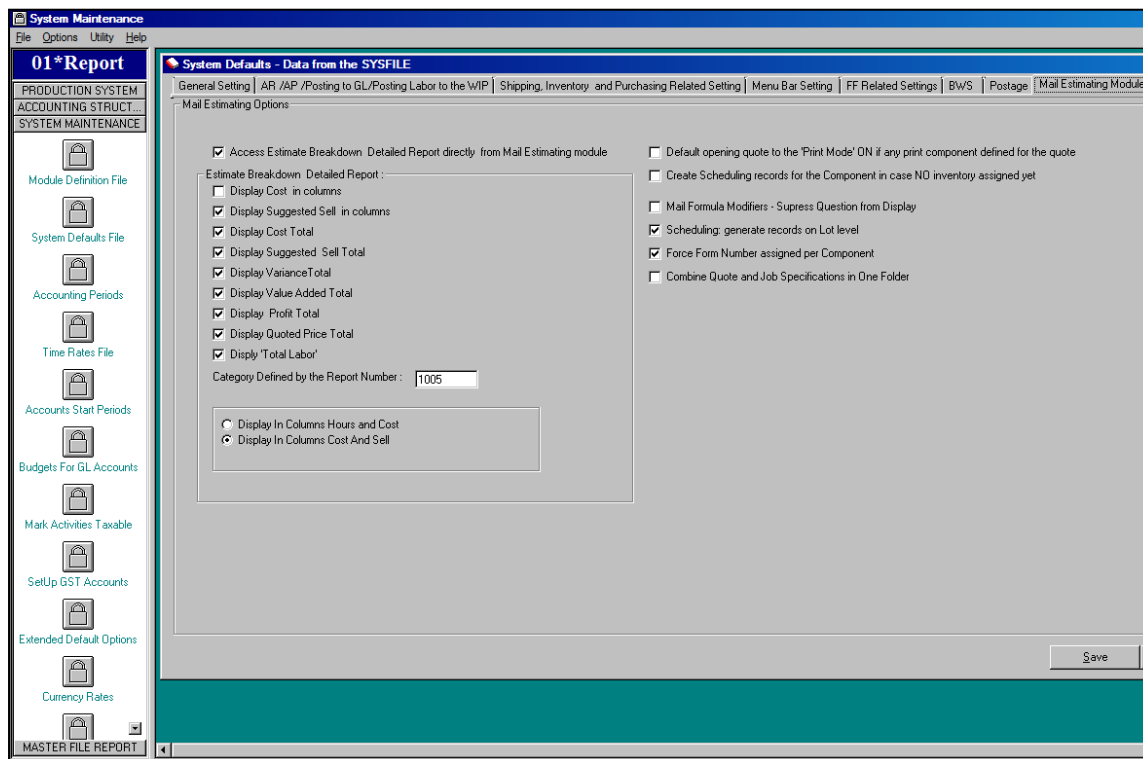 System Maintenance
File Options Utility Help
01*Report
PRODUCTION SYSTEM
ACCOUNTING STRUCT...
SYSTEM MAINTENANCE
Module Definition File
System Defaults File
Accounting Periods
Time Rates File
Accounts Start Periods
Budgets For GL Accounts
Mark Activities Taxable
SetUp GST Accounts
Extended Default Options
Currency Rates
MASTER FILE REPORT
System Defaults - Data from the SYSFILE
General Setting AR /AP /Posting to GL/Posting Labor to the WIP Shipping, Inventory and Purchasing Related Setting Menu Bar Setting FF Related Settings BWS Postage Mail Estimating Module
Mail Estimating Options
Access Estimate Breakdown Detailed Report directly from Mail Estimating module
Estimate Breakdown Detailed Report :
Display Cost in columns
Display Suggested Sell in columns
Display Cost Total
Display Suggested Sell Total
Display VarianceTotal
Display Value Added Total
Display Profit Total
Display Quoted Price Total
Disply 'Total Labor'
Category Defined by the Report Number : 1005
Display In Columns Hours and Cost
Display In Columns Cost And Sell
Default opening quote to the 'Print Mode' ON if any print component defined for the quote
Create Scheduling records for the Component in case NO inventory assigned yet
Mail Formula Modifiers - Supress Question from Display
Scheduling: generate records on Lot level
Force Form Number assigned per Component
Combine Quote and Job Specifications in One Folder
Save